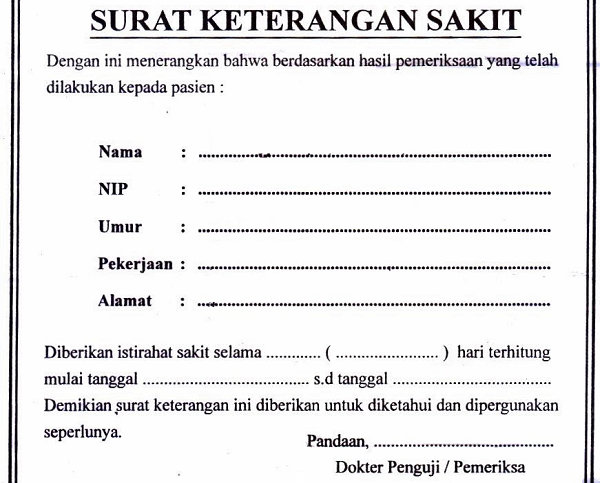 SURAT KETERANGAN SAKIT
Dengan ini menerangkan bahwa berdasarkan hasil pemeriksaan yang telah
dilakukan kepada pasien :
Nama : ....................................................
NIP : ....................................................
Umur : ....................................................
Pekerjaan : ....................................................
Alamat : ....................................................
Diberikan istirahat sakit selama ............. ( ........................ ) hari terhitung
mulai tanggal ...................................... s.d tanggal ....................................
Demikian surat keterangan ini diberikan untuk diketahui dan dipergunakan
seperlunya.
Pandaan, .........................................
Dokter Penguji / Pemeriksa